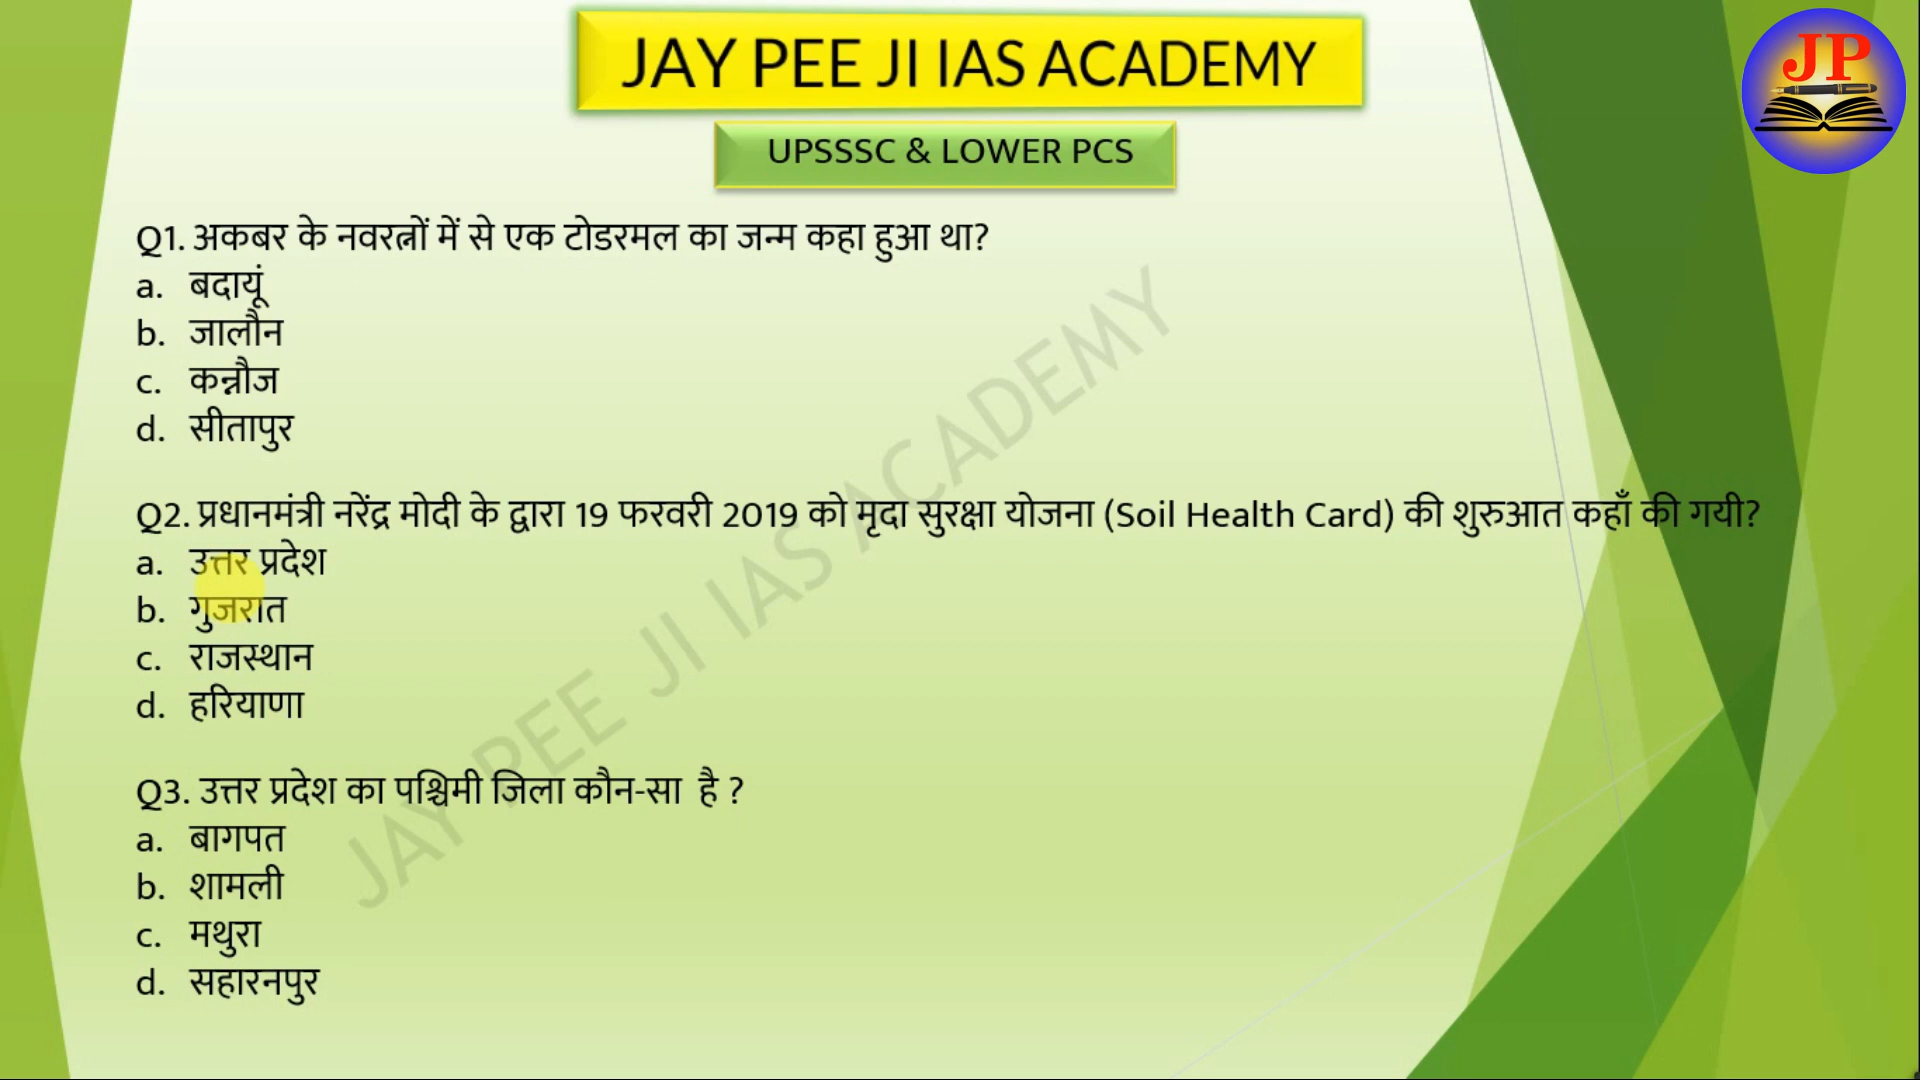 JAY PEE JI IAS ACADEMY
JP
UPSSSC & LOWER PCS
Q1. अकबर के नवरत्नों में से एक टोडरमल का जन्म कहा हुआ था?
a. बदायूं
b. जालौन
c. कन्नौज
d. सीतापुर
Q2. प्रधानमंत्री नरेंद्र मोदी के द्वारा 19 फरवरी 2019 को मृदा सुरक्षा योजना (Soil Health Card) की शुरुआत कहाँ की गयी?
a. उत्तर प्रदेश
b. गुजरात
c. राजस्थान
d. हरियाणा
Q3. उत्तर प्रदेश का पश्चिमी जिला कौन-सा है ?
a. बागपत
b. शामली
c. मथुरा
d. सहारनपुर
JAY PEE JI IAS ACADEMY